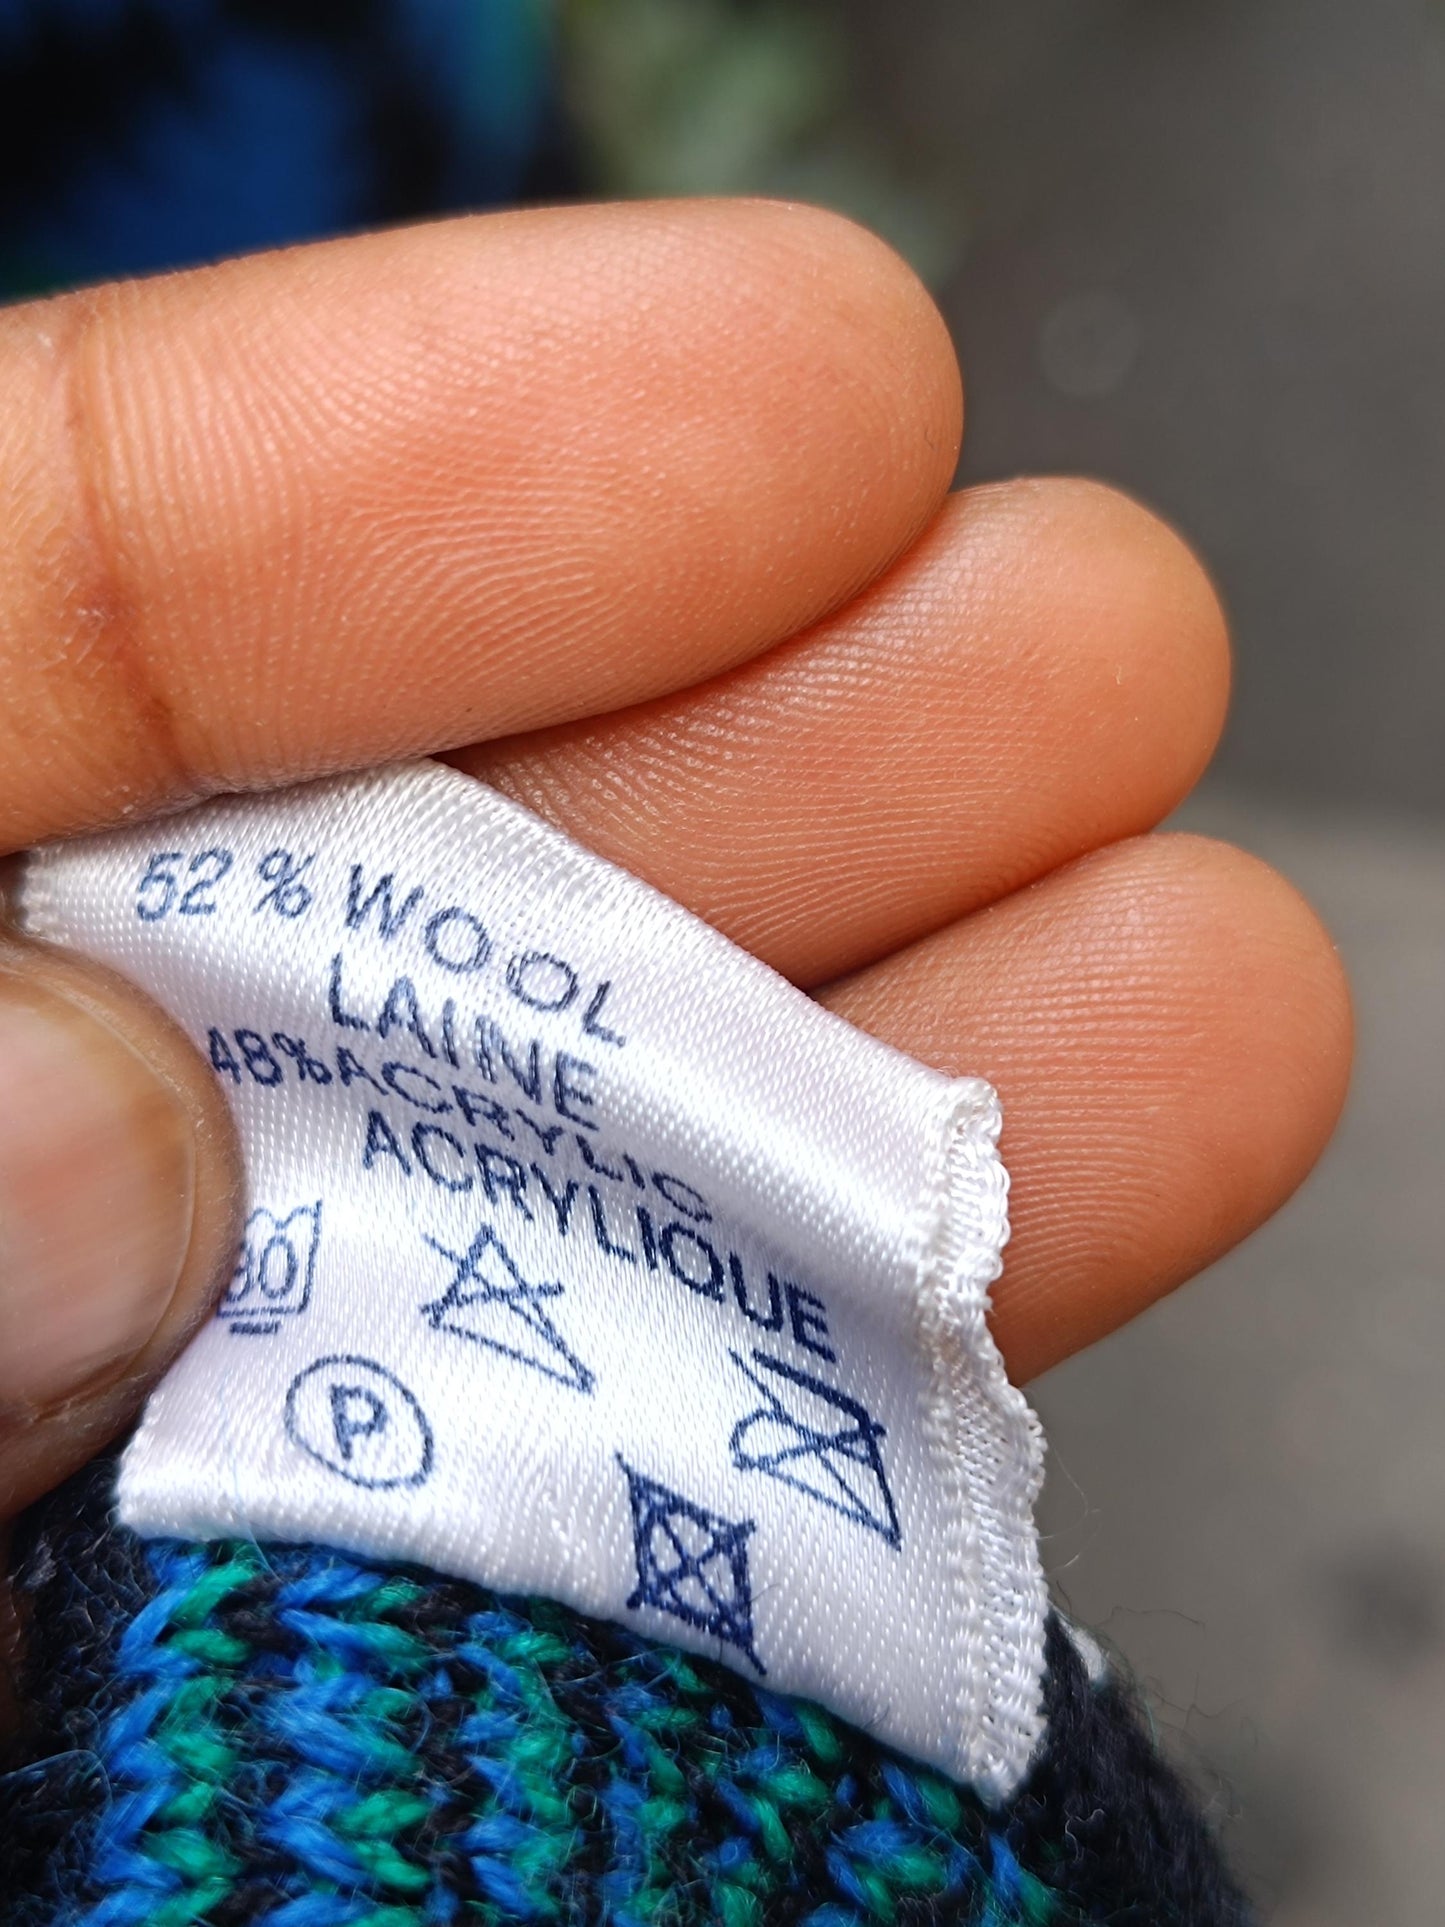 52% WOOL
LAINE
48% ACRYLIC
ACRYLIQUE
30
P